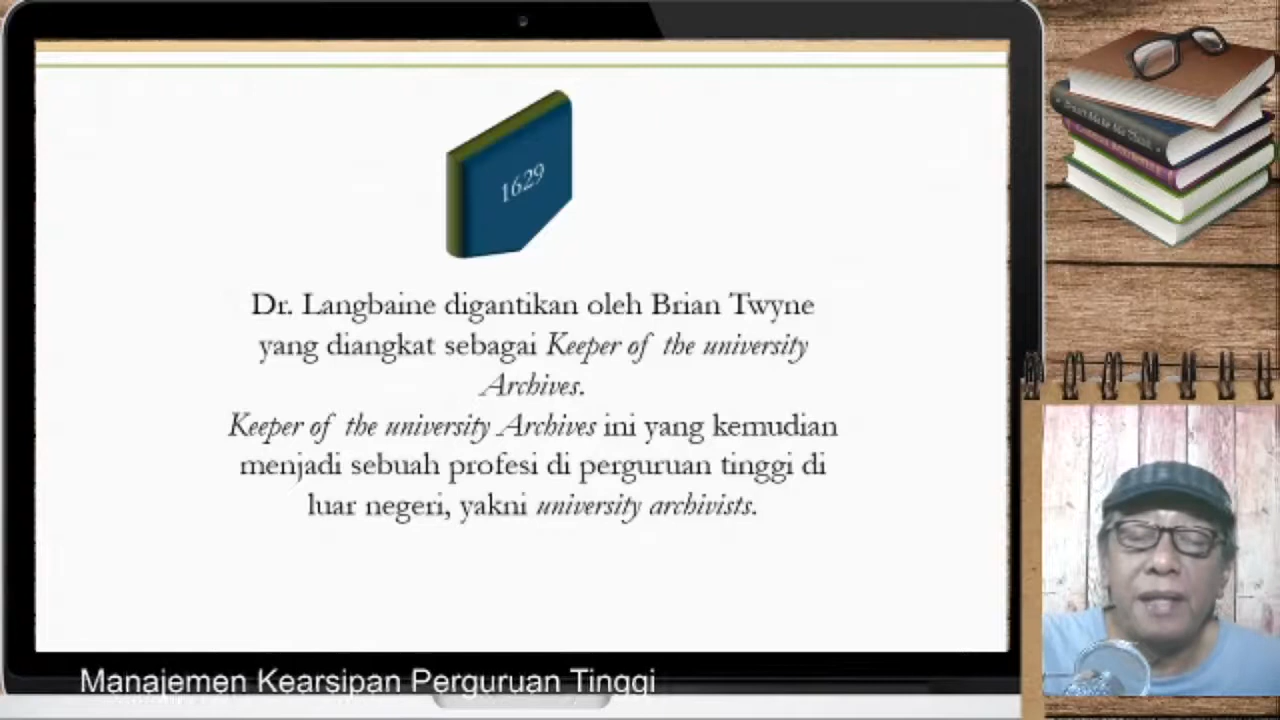 1629
Dr. Langbaine digantikan oleh Brian Twyne
yang diangkat sebagai Keeper of the university
Archives.
Keeper of the university Archives ini yang kemudian
menjadi sebuah profesi di perguruan tinggi di
luar negeri, yakni university archivists.
Manajemen Kearsipan Perguruan Tinggi